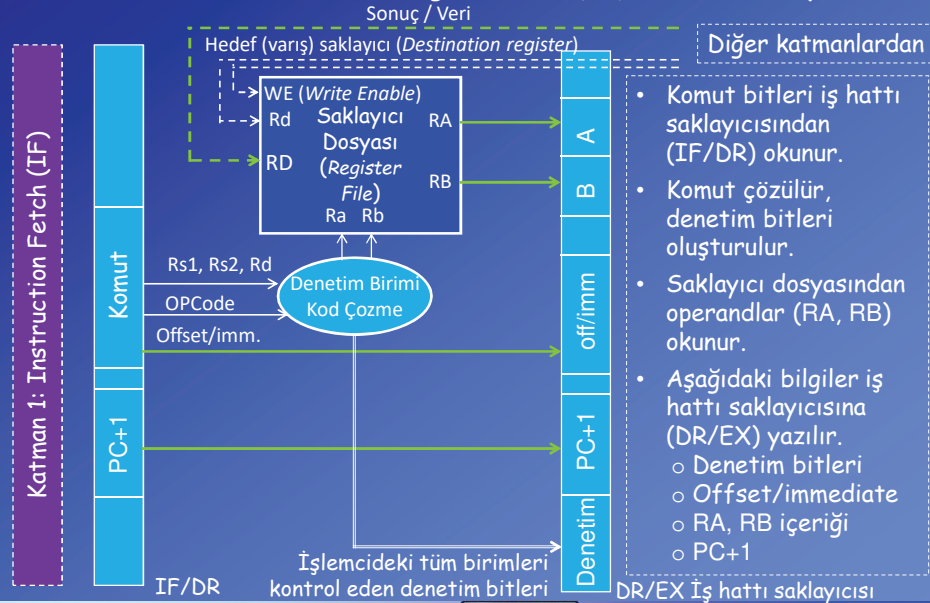 Sonuç / Veri
Hedef (varış) saklayıcı (Destination register)
Diğer katmanlardan
Katman 1: Instruction Fetch (IF)
WE (Write Enable)
Rd
Saklayıcı
Dosyası
(Register
File)
RA
RD
RB
Ra Rb
A
B
Komut
Rs1, Rs2, Rd
OPCode
Offset/imm.
Denetim Birimi
Kod Çozme
off/imm
PC+1
PC+1
Denetim
İşlemcideki tüm birimleri
kontrol eden denetim bitleri
IF/DR
DR/EX İş hattı saklayıcısı
• Komut bitleri iş hattı
saklayıcısından
(IF/DR) okunur.
• Komut çözülür,
denetim bitleri
oluşturulur.
• Saklayıcı dosyasından
operandlar (RA, RB)
okunur.
• Aşağıdaki bilgiler iş
hattı saklayıcısına
(DR/EX) yazılır.
o Denetim bitleri
o Offset/immediate
o RA, RB içeriği
o PC+1